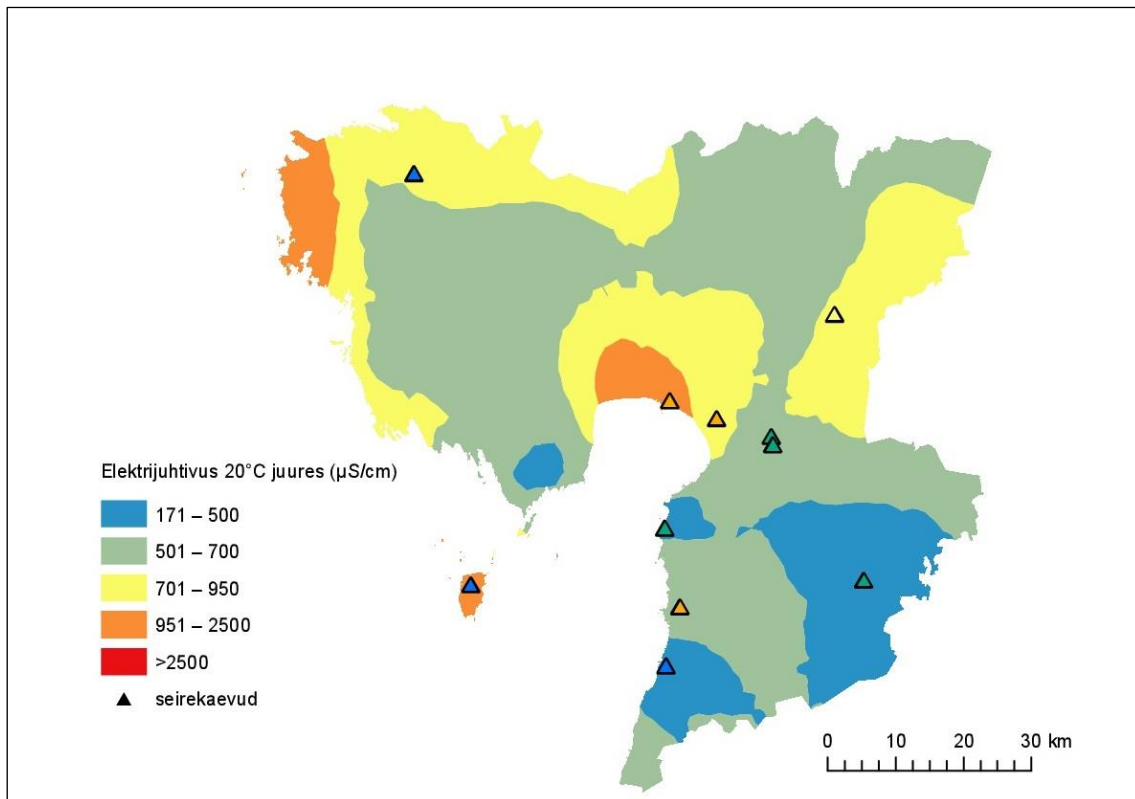 Elektrijuhtivus 20°C juures (µS/cm)
171 – 500
501 – 700
701 – 950
951 – 2500
>2500
seirekaevud
0 10 20 30 km